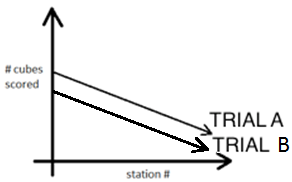 # cubes
scored
TRIAL A
TRIAL B
station #